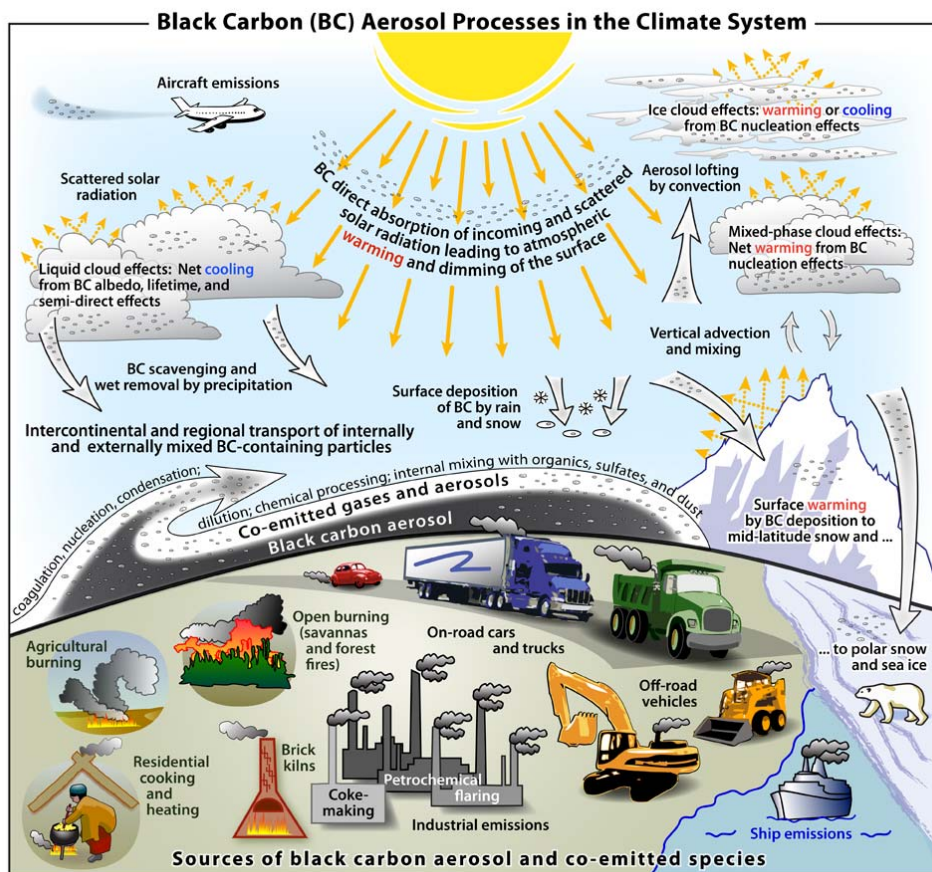 Black Carbon (BC) Aerosol Processes in the Climate System
Aircraft emissions
Ice cloud effects: warming or cooling
from BC nucleation effects
Scattered solar
radiation
BC direct absorption of incoming and scattered
solar radiation leading to atmospheric
warming and dimming of the surface
Aerosol lofting
by convection
Mixed-phase cloud effects:
Net warming from BC
nucleation effects
Liquid cloud effects: Net cooling
from BC albedo, lifetime, and
semi-direct effects
Vertical advection
and mixing
BC scavenging and
wet removal by precipitation
Surface deposition
of BC by rain
and snow
Intercontinental and regional transport of internally
and externally mixed BC-containing particles
coagulation, nucleation, condensation;
dilution; chemical processing; internal mixing with organics, sulfates, and dust
Co-emitted gases and aerosols
Black carbon aerosol
Surface warming
by BC deposition to
mid-latitude snow and ...
... to polar snow
and sea ice
Agricultural
burning
Open burning
(savannas and forest
fires)
On-road cars
and trucks
Off-road
vehicles
Residential
cooking
and
heating
Brick
kilns
Coke-
making
Petrochemical
flaring
Industrial emissions
Ship emissions
Sources of black carbon aerosol and co-emitted species